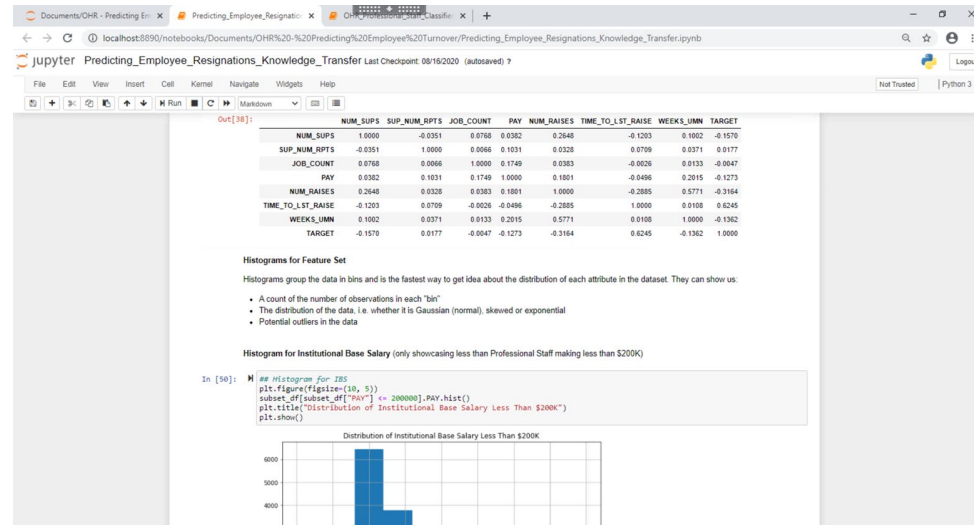 Documents/OHR - Predicting Em
Predicting_Employee_Resignation
OHR_Professional_Staff_Classifie
localhost:8890/notebooks/Documents/OHR%20-%20Predicting%20Employee%20Turnover/Predicting_Employee_Resignations_Knowledge_Transfer.ipynb
jupyter Predicting_Employee_Resignations_Knowledge_Transfer Last Checkpoint: 08/16/2020 (autosaved) ?
Logou
File Edit View Insert Cell Kernel Navigate Widgets Help
Not Trusted Python 3
Run Markdown
Out[38]:
NUM_SUPS SUP_NUM_RPTS JOB_COUNT PAY NUM_RAISES TIME_TO_LST_RAISE WEEKS_UMN TARGET
NUM_SUPS 1.0000 -0.0351 0.0768 0.0382 0.2648 -0.1203 0.1002 -0.1570
SUP_NUM_RPTS -0.0351 1.0000 0.0066 0.1031 0.0328 0.0709 0.0371 0.0177
JOB_COUNT 0.0768 0.0066 1.0000 0.1749 0.0383 -0.0026 0.0133 -0.0047
PAY 0.0382 0.1031 0.1749 1.0000 0.1801 -0.0496 0.2015 -0.1273
NUM_RAISES 0.2648 0.0328 0.0383 0.1801 1.0000 -0.2885 0.5771 -0.3164
TIME_TO_LST_RAISE -0.1203 0.0709 -0.0026 -0.0496 -0.2885 1.0000 0.0108 0.6245
WEEKS_UMN 0.1002 0.0371 0.0133 0.2015 0.5771 0.0108 1.0000 -0.1362
TARGET -0.1570 0.0177 -0.0047 -0.1273 -0.3164 0.6245 -0.1362 1.0000
Histograms for Feature Set
Histograms group the data in bins and is the fastest way to get idea about the distribution of each attribute in the dataset. They can show us:
• A count of the number of observations in each "bin"
• The distribution of the data, i.e. whether it is Gaussian (normal), skewed or exponential
• Potential outliers in the data
Histogram for Institutional Base Salary (only showcasing less than Professional Staff making less than $200K)
In [50]:
## Histogram for IBS
plt.figure(figsize=(10, 5))
subset_df[subset_df["PAY"] <= 200000].PAY.hist()
plt.title("Distribution of Institutional Base Salary Less Than $200K")
plt.show()
Distribution of Institutional Base Salary Less Than $200K
6000
5000
4000